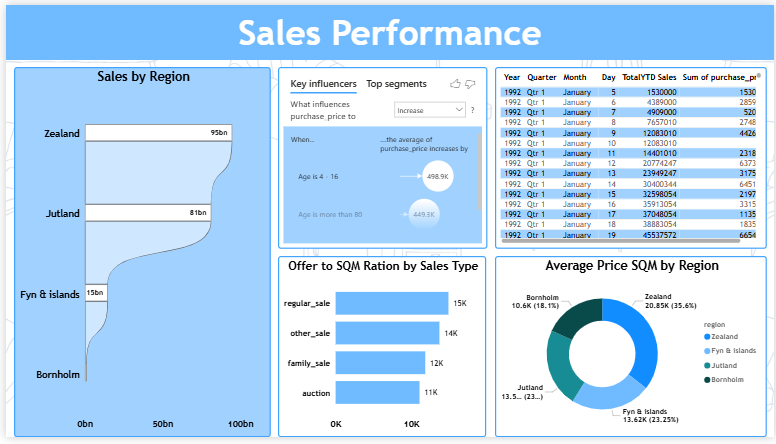 Sales Performance
Sales by Region
Zealand
95bn
Jutland
81bn
Fyn & islands
15bn
Bornholm
0bn 50bn 100bn
Key influencers Top segments
What influences
purchase_price to
Increase
?
When...
...the average of
purchase_price increases by
Age is 4 - 16
498.9K
Age is more than 80
449.3K
Year Quarter Month Day TotalYTD Sales Sum of purchase_pr
1992 Qtr 1 January 5 1530000 1530
1992 Qtr 1 January 6 4389000 2859
1992 Qtr 1 January 7 4909000 520
1992 Qtr 1 January 8 7657010 2748
1992 Qtr 1 January 9 12083010 4426
1992 Qtr 1 January 10 12083010
1992 Qtr 1 January 11 14401010 2318
1992 Qtr 1 January 12 20774247 6373
1992 Qtr 1 January 13 23949247 3175
1992 Qtr 1 January 14 30400344 6451
1992 Qtr 1 January 15 32598054 2197
1992 Qtr 1 January 16 35913054 3315
1992 Qtr 1 January 17 37048054 1135
1992 Qtr 1 January 18 38883054 1835
1992 Qtr 1 January 19 45537572 6654
Offer to SQM Ration by Sales Type
regular_sale 15K
other_sale 14K
family_sale 12K
auction 11K
0K 10K
Average Price SQM by Region
Bornholm
10.6K (18.1%)
Zealand
20.85K (35.6%)
Jutland
13.5... (23...)
Fyn & islands
13.62K (23.25%)
region
Zealand
Fyn & islands
Jutland
Bornholm